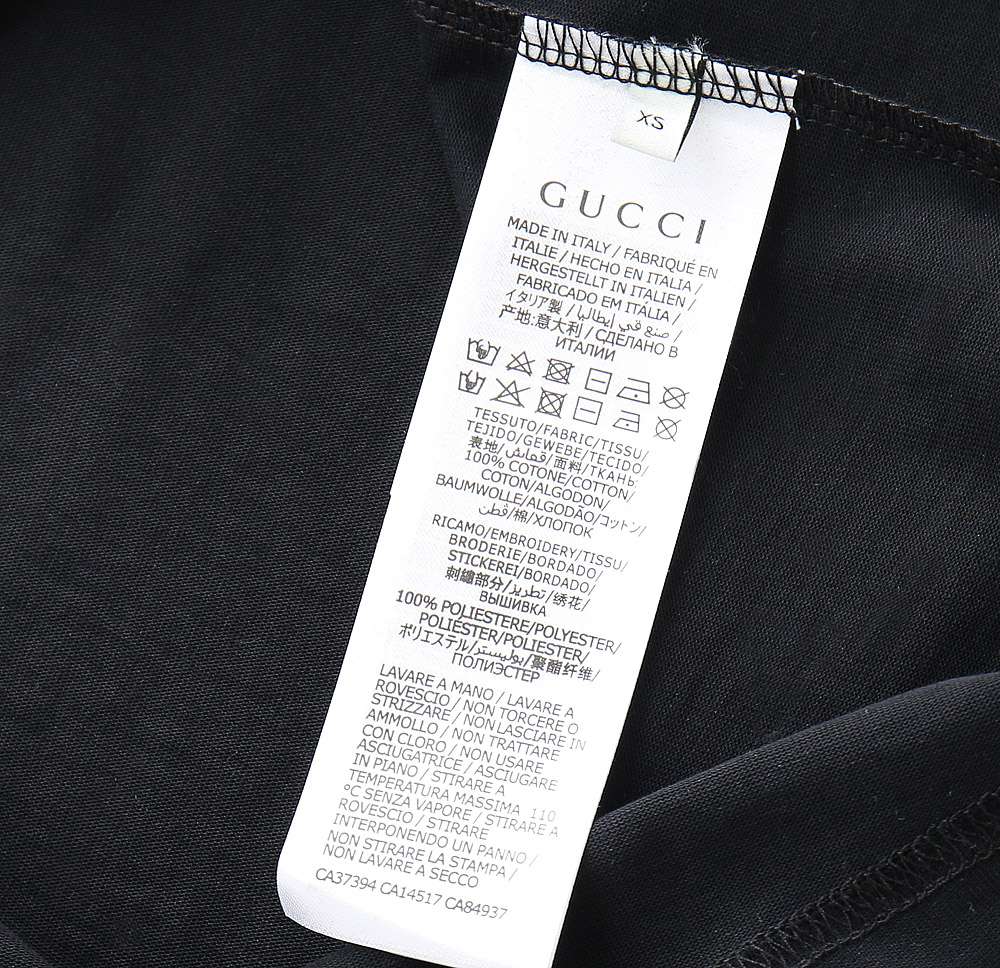 XS
GUCCI
MADE IN ITALY / FABRIQUÉ EN
ITALIE / HECHO EN ITALIA /
HERGESTELLT IN ITALIEN /
FABRICADO EM ITÁLIA /
イタリア製 / صنع في إيطاليا /
产地:意大利 / СДЕЛАНО В
ИТАЛИИ
TESSUTO/FABRIC/TISSU/
TEJIDO/GEWEBE/TECIDO/
表地/قماش/面料/ТКАНЬ
100% COTONE/COTTON/
COTON/ALGODON/
BAUMWOLLE/ALGODÃO/コットン/
قطن/棉/ХЛОПОК
RICAMO/EMBROIDERY/TISSU/
BRODERIE/BORDADO/
STICKEREI/BORDADO/
刺繍部分/تطريز/绣花/
ВЫШИВКА
100% POLIESTERE/POLYESTER/
POLIÉSTER/POLIESTER/
ポリエステル/بوليستر/聚酯纤维/
ПОЛИЭСТЕР
LAVARE A MANO / LAVARE A
ROVESCIO / NON TORCERE O
STRIZZARE / NON LASCIARE IN
AMMOLLO / NON TRATTARE
CON CLORO / NON USARE
ASCIUGATRICE / ASCIUGARE
IN PIANO / STIRARE A
TEMPERATURA MASSIMA 110
°C SENZA VAPORE / STIRARE A
ROVESCIO / STIRARE
INTERPONENDO UN PANNO /
NON STIRARE LA STAMPA /
NON LAVARE A SECCO
CA37394 CA14517 CA84937